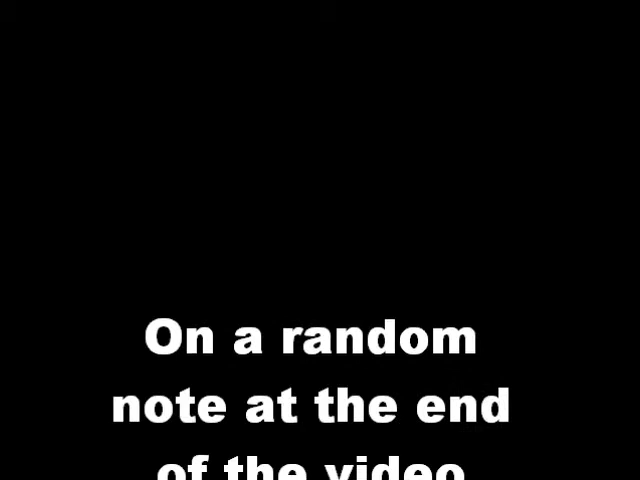 On a random
note at the end
of the video